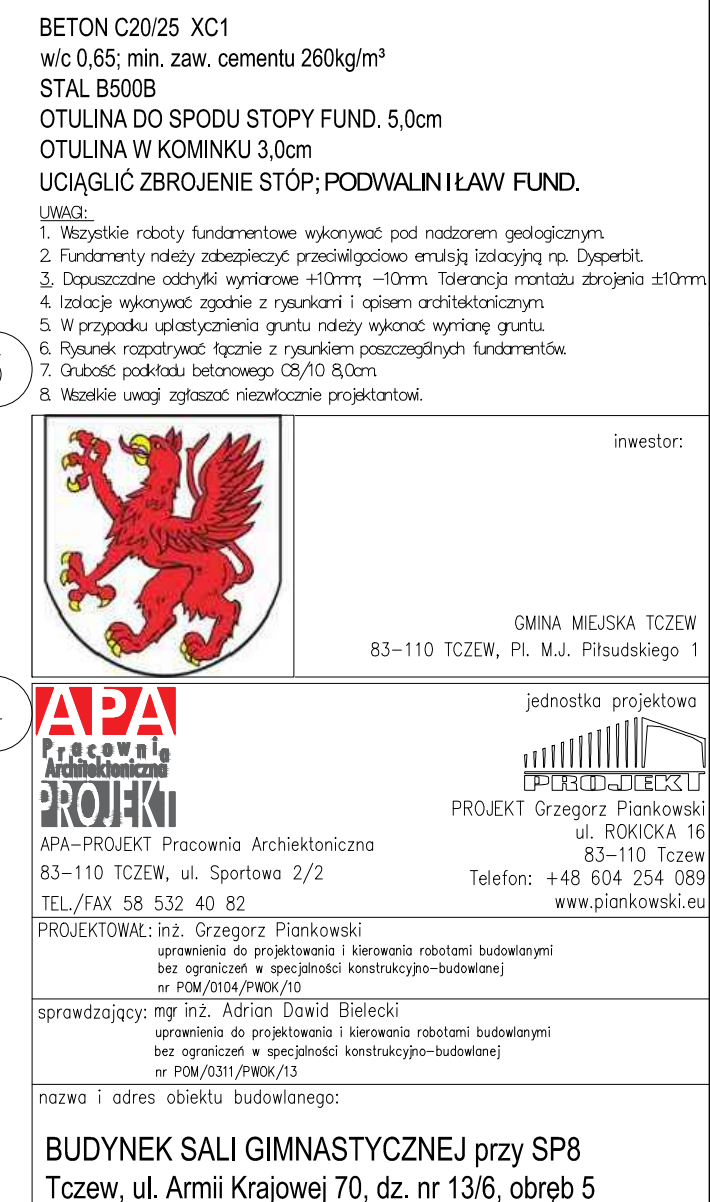 BETON C20/25 XC1
w/c 0,65; min. zaw. cementu 260kg/m³
STAL B500B
OTULINA DO SPODU STOPY FUND. 5,0cm
OTULINA W KOMINKU 3,0cm
UCIĄGLIĆ ZBROJENIE STÓP; PODWALIN I ŁAW FUND.
UWAGI:
1. Wszystkie roboty fundamentowe wykonywać pod nadzorem geologicznym.
2. Fundamenty należy zabezpieczyć przeciwilgociowo emulsją izolacyjną np. Dysperbit.
3. Dopuszczalne odchyłki wymiarowe +10mm; −10mm. Tolerancja montażu zbrojenia ±10mm.
4. Izolacje wykonywać zgodnie z rysunkami i opisem architektonicznym.
5. W przypadku uplastycznienia gruntu należy wykonać wymianę gruntu.
6. Rysunek rozpatrywać łącznie z rysunkiem poszczególnych fundamentów.
7. Grubość podkładu betonowego C8/10 8,0cm.
8. Wszelkie uwagi zgłaszać niezwłocznie projektantowi.
inwestor:
GMINA MIEJSKA TCZEW
83−110 TCZEW, Pl. M.J. Piłsudskiego 1
APA
Pracownia
Architektoniczna
PROJEKT
APA−PROJEKT Pracownia Archiektoniczna
83−110 TCZEW, ul. Sportowa 2/2
TEL./FAX 58 532 40 82
jednostka projektowa
PROJEKT
PROJEKT Grzegorz Piankowski
ul. ROKICKA 16
83−110 Tczew
Telefon: +48 604 254 089
www.piankowski.eu
PROJEKTOWAŁ: inż. Grzegorz Piankowski
uprawnienia do projektowania i kierowania robotami budowlanymi
bez ograniczeń w specjalności konstrukcyjno−budowlanej
nr POM/0104/PWOK/10
sprawdzający: mgr inż. Adrian Dawid Bielecki
uprawnienia do projektowania i kierowania robotami budowlanymi
bez ograniczeń w specjalności konstrukcyjno−budowlanej
nr POM/0311/PWOK/13
nazwa i adres obiektu budowlanego:
BUDYNEK SALI GIMNASTYCZNEJ przy SP8
Tczew, ul. Armii Krajowej 70, dz. nr 13/6, obręb 5